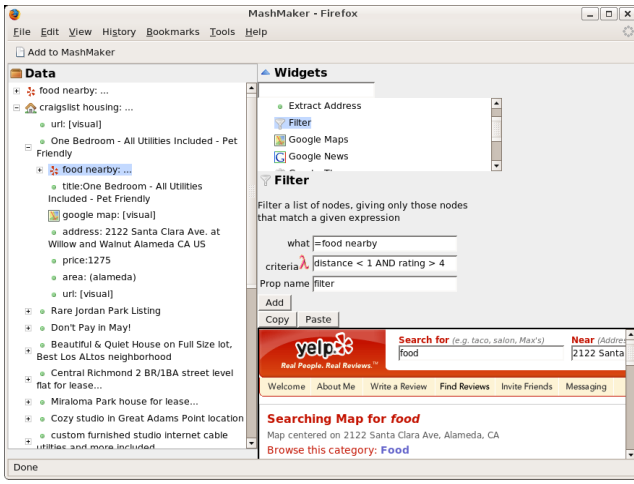 MashMaker - Firefox
File Edit View History Bookmarks Tools Help
Add to MashMaker
Data
food nearby: ...
craigslist housing: ...
url: [visual]
One Bedroom - All Utilities Included - Pet
Friendly
food nearby: ...
title:One Bedroom - All Utilities
Included - Pet Friendly
google map: [visual]
address: 2122 Santa Clara Ave. at
Willow and Walnut Alameda CA US
price:1275
area: (alameda)
url: [visual]
Rare Jordan Park Listing
Don't Pay in May!
Beautiful & Quiet House on Full Size lot,
Best Los ALtos neighborhood
Central Richmond 2 BR/1BA street level
flat for lease...
Miraloma Park house for lease...
Cozy studio in Great Adams Point location
custom furnished studio internet cable
utilties and more included
Widgets
Extract Address
Filter
Google Maps
Google News
Filter
Filter a list of nodes, giving only those nodes
that match a given expression
what =food nearby
criteria λ distance < 1 AND rating > 4
Prop name filter
Add
Copy Paste
yelp
Real People. Real Reviews.™
Search for (e.g. taco, salon, Max's) Near (Addres
food 2122 Santa
Welcome About Me Write a Review Find Reviews Invite Friends Messaging
Searching Map for food
Map centered on 2122 Santa Clara Ave, Alameda, CA
Browse this category: Food
Done